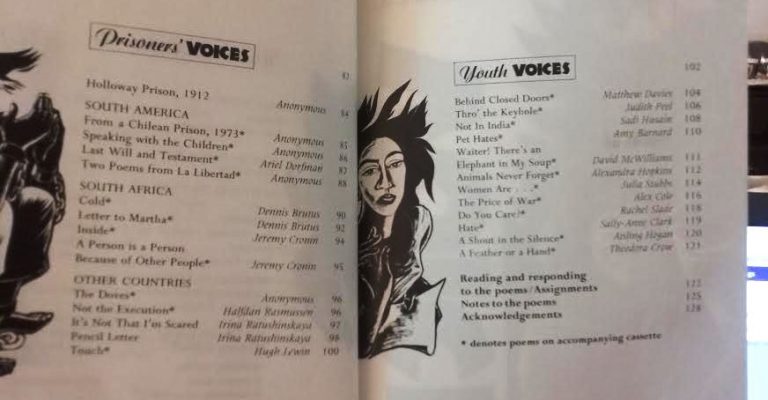 Prisoners' VOICES
Holloway Prison, 1912 Anonymous 84
SOUTH AMERICA
From a Chilean Prison, 1973* Anonymous 85
Speaking with the Children* Anonymous 86
Last Will and Testament* Ariel Dorfman 87
Two Poems from La Libertad* Anonymous 88
SOUTH AFRICA
Cold* Dennis Brutus 90
Letter to Martha* Dennis Brutus 92
Inside* Jeremy Cronin 94
A Person is a Person
Because of Other People* Jeremy Cronin 95
OTHER COUNTRIES
The Doves* Anonymous 96
Not the Execution* Halfdan Rasmussen 96
It's Not That I'm Scared Irina Ratushinskaya 97
Pencil Letter Irina Ratushinskaya 98
Touch* Hugh Lewin 100
Youth VOICES 102
Behind Closed Doors* Matthew Davies 104
Thro' the Keyhole* Judith Peel 106
Not In India* Sadi Husain 108
Pet Hates* Amy Barnard 110
Waiter! There's an
Elephant in My Soup* David McWilliams 111
Animals Never Forget* Alexandra Hopkins 112
Women Are . . .* Julia Stubbs 114
The Price of War* Alex Cole 116
Do You Care?* Rachel Slade 118
Hate* Sally-Anne Clark 119
A Shout in the Silence* Aisling Hogan 120
A Feather or a Hand* Theodora Crow 121
Reading and responding
to the poems/Assignments 122
Notes to the poems 125
Acknowledgements 128
* denotes poems on accompanying cassette